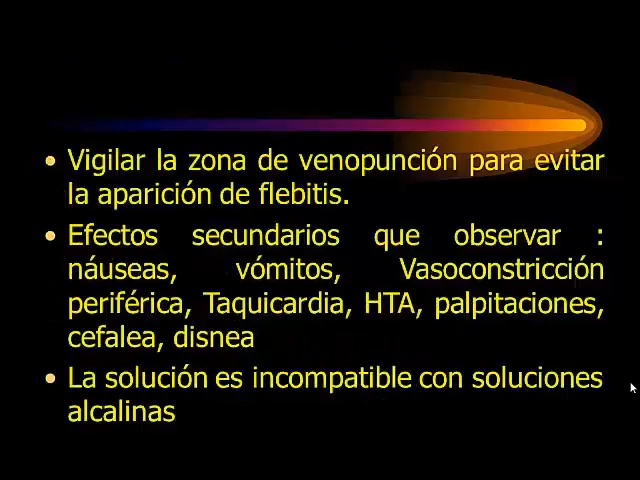 • Vigilar la zona de venopunción para evitar
la aparición de flebitis.
• Efectos secundarios que observar :
náuseas, vómitos, Vasoconstricción
periférica, Taquicardia, HTA, palpitaciones,
cefalea, disnea
• La solución es incompatible con soluciones
alcalinas